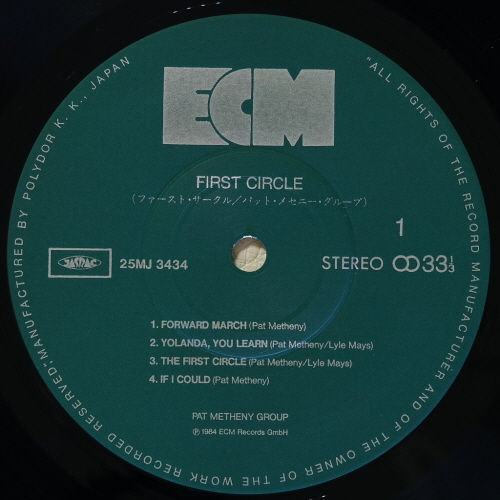 ECM
FIRST CIRCLE
(ファースト・サークル/パット・メセニー・グループ)
1
JASRAC
25MJ 3434
STEREO 33 1/3
1. FORWARD MARCH (Pat Metheny)
2. YOLANDA, YOU LEARN (Pat Metheny/Lyle Mays)
3. THE FIRST CIRCLE (Pat Metheny/Lyle Mays)
4. IF I COULD (Pat Metheny)
PAT METHENY GROUP
℗ 1984 ECM Records GmbH
"ALL RIGHTS OF THE RECORD MANUFACTURER AND OF THE OWNER OF THE WORK RECORDED RESERVED: MANUFACTURED BY POLYDOR K. K., JAPAN